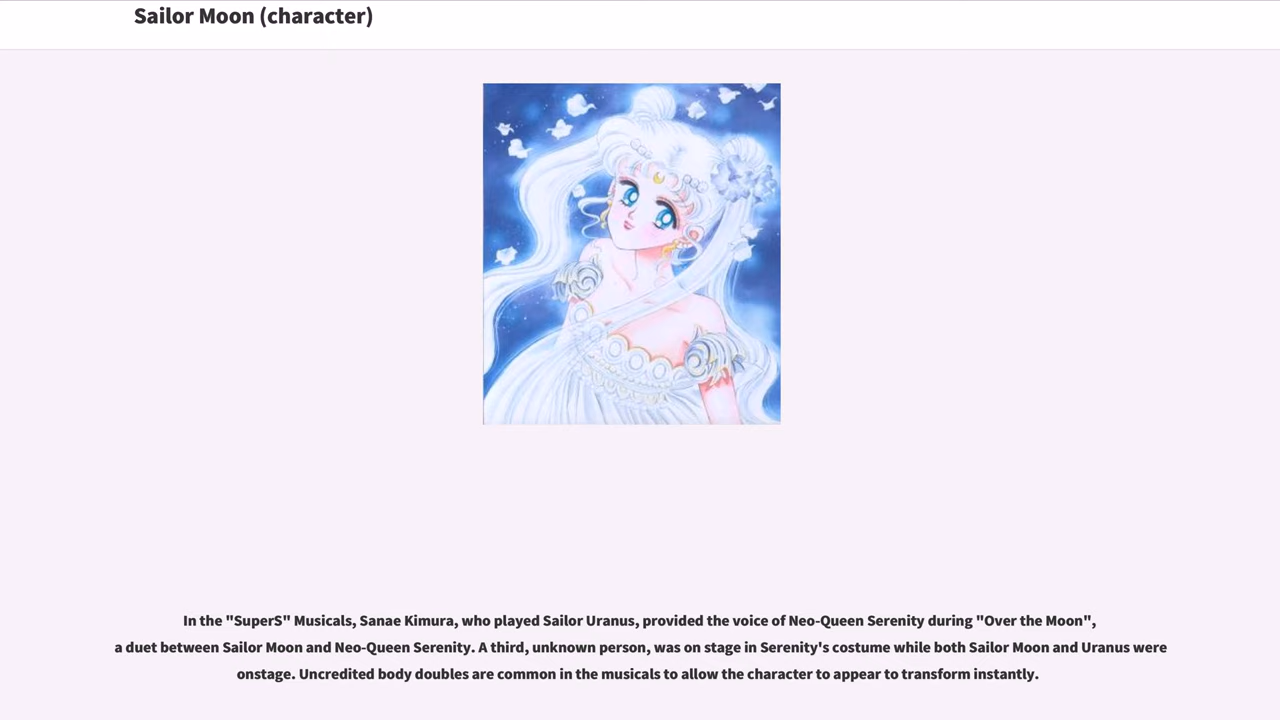 Sailor Moon (character)
In the "SuperS" Musicals, Sanae Kimura, who played Sailor Uranus, provided the voice of Neo-Queen Serenity during "Over the Moon",
a duet between Sailor Moon and Neo-Queen Serenity. A third, unknown person, was on stage in Serenity's costume while both Sailor Moon and Uranus were
onstage. Uncredited body doubles are common in the musicals to allow the character to appear to transform instantly.